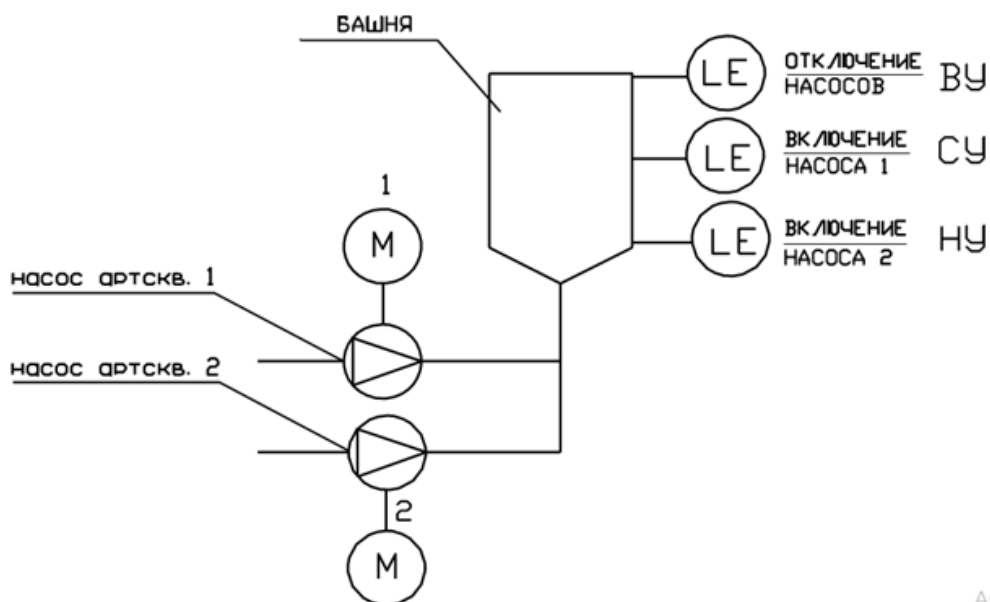 БАШНЯ
LE
ОТКЛЮЧЕНИЕ
НАСОСОВ
ВУ
LE
ВКЛЮЧЕНИЕ
НАСОСА 1
СУ
LE
ВКЛЮЧЕНИЕ
НАСОСА 2
НУ
1
М
насос артскв. 1
насос артскв. 2
2
М
А